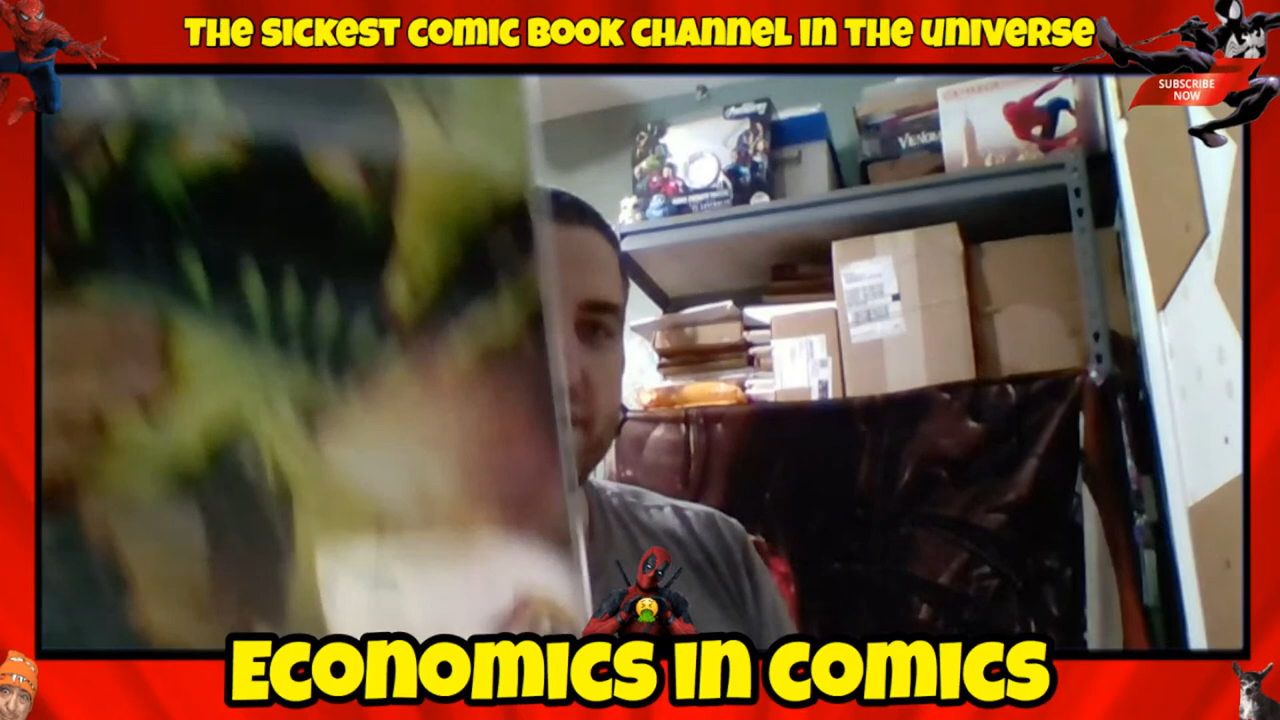 THE SICKEST COMIC BOOK CHANNEL IN THE UNIVERSE
SUBSCRIBE
NOW
VENOM
ECONOMICS IN COMICS